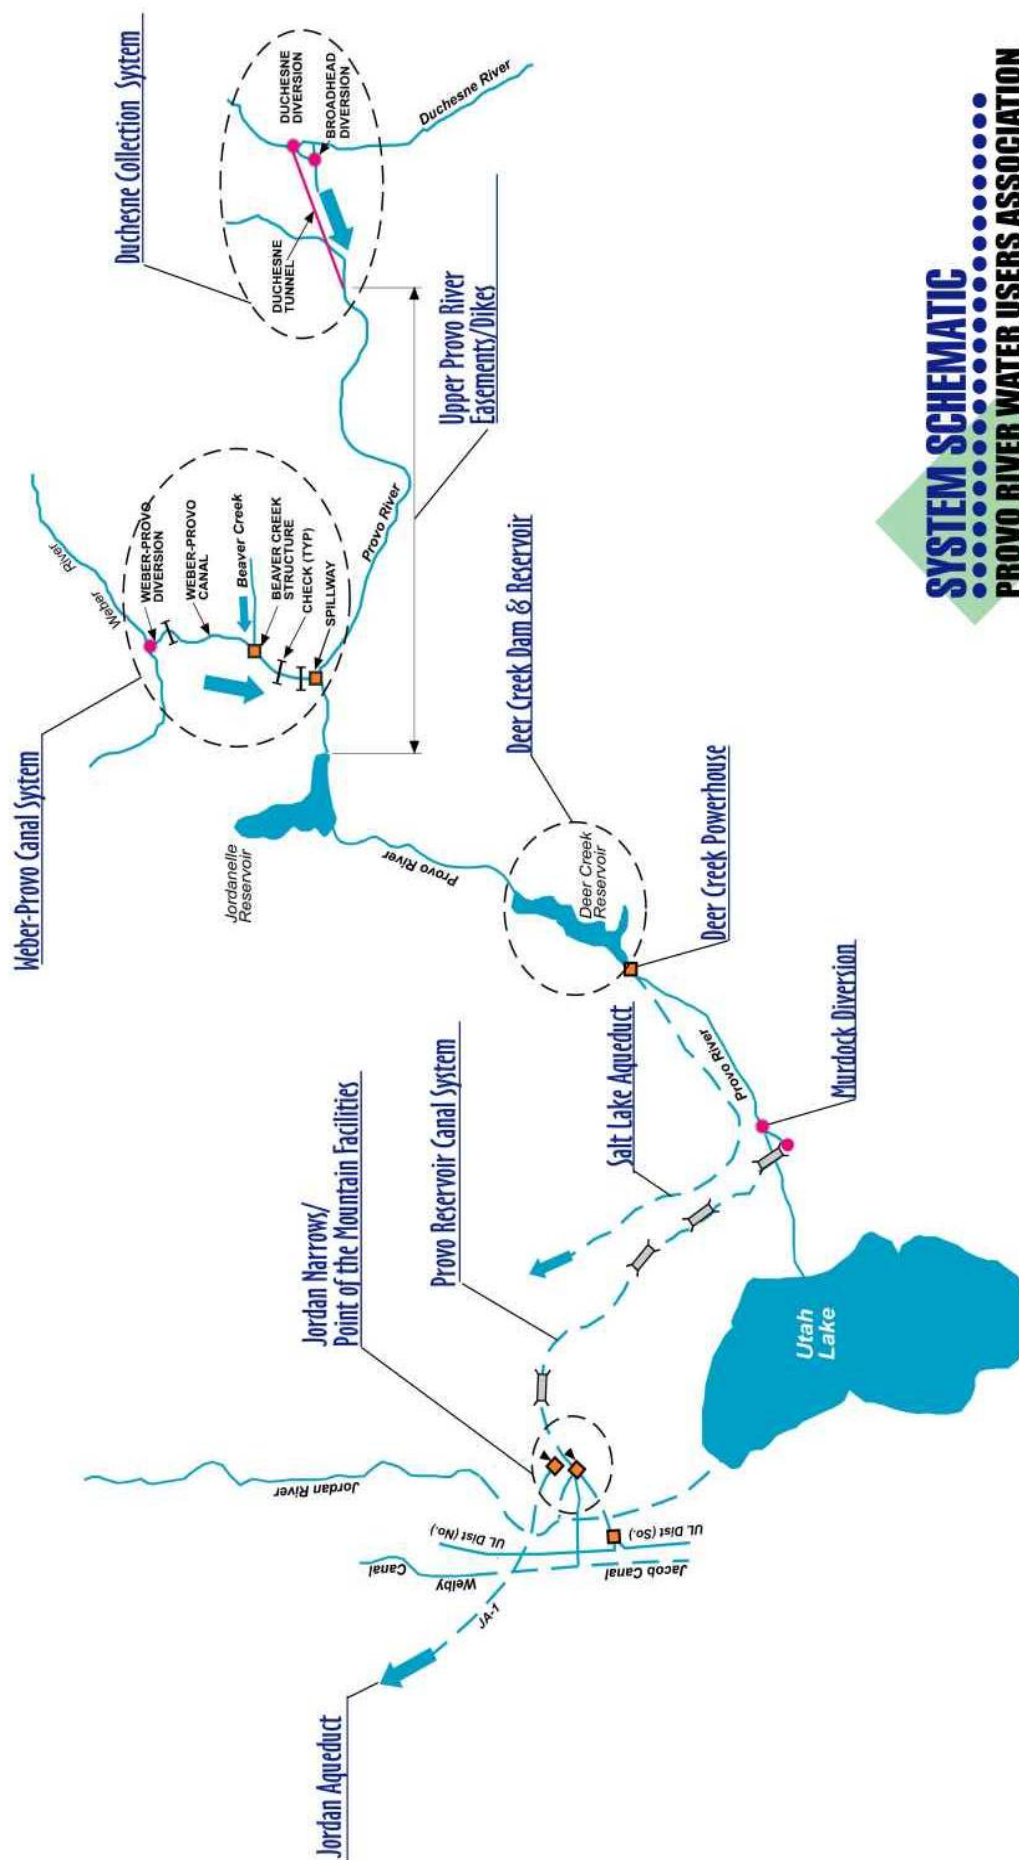 Duchesne Collection System
DUCHESNE
DIVERSION
BROADHEAD
DIVERSION
Duchesne River
DUCHESNE
TUNNEL
Upper Provo River
Easements/Dikes
Weber-Provo Canal System
Weber
River
WEBER-PROVO
DIVERSION
WEBER-PROVO
CANAL
Beaver Creek
BEAVER CREEK
STRUCTURE
CHECK (TYP)
SPILLWAY
Provo River
Jordanelle
Reservoir
Provo River
Deer Creek Dam & Reservoir
Deer Creek
Reservoir
Deer Creek Powerhouse
Salt Lake Aqueduct
Provo River
Murdock Diversion
Provo Reservoir Canal System
Jordan Narrows/
Point of the Mountain Facilities
Utah
Lake
Jordan River
UL Dist (No.)
UL Dist (So.)
Welby
Canal
Jacob Canal
JA-1
Jordan Aqueduct
SYSTEM SCHEMATIC
PROVO RIVER WATER USERS ASSOCIATION